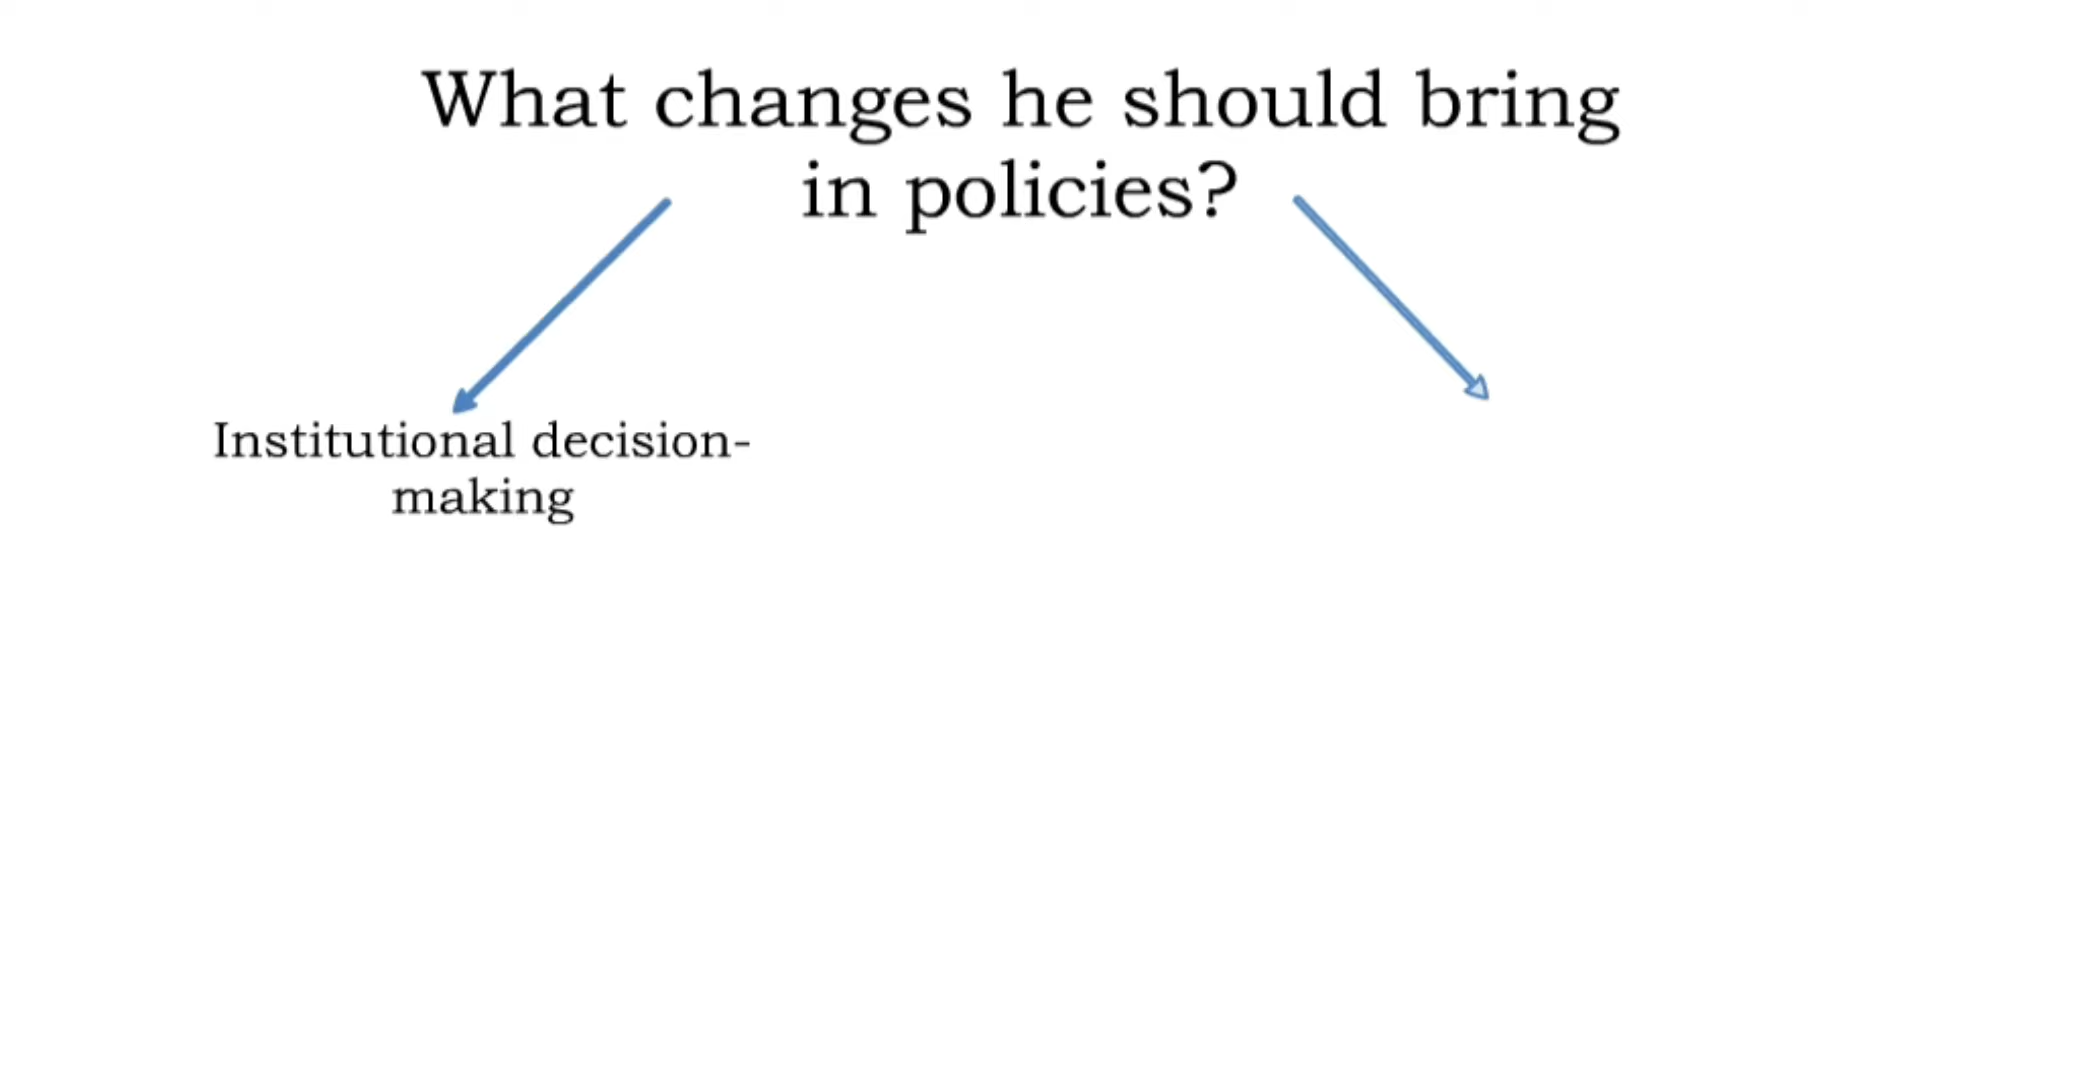 What changes he should bring
in policies?
Institutional decision-
making